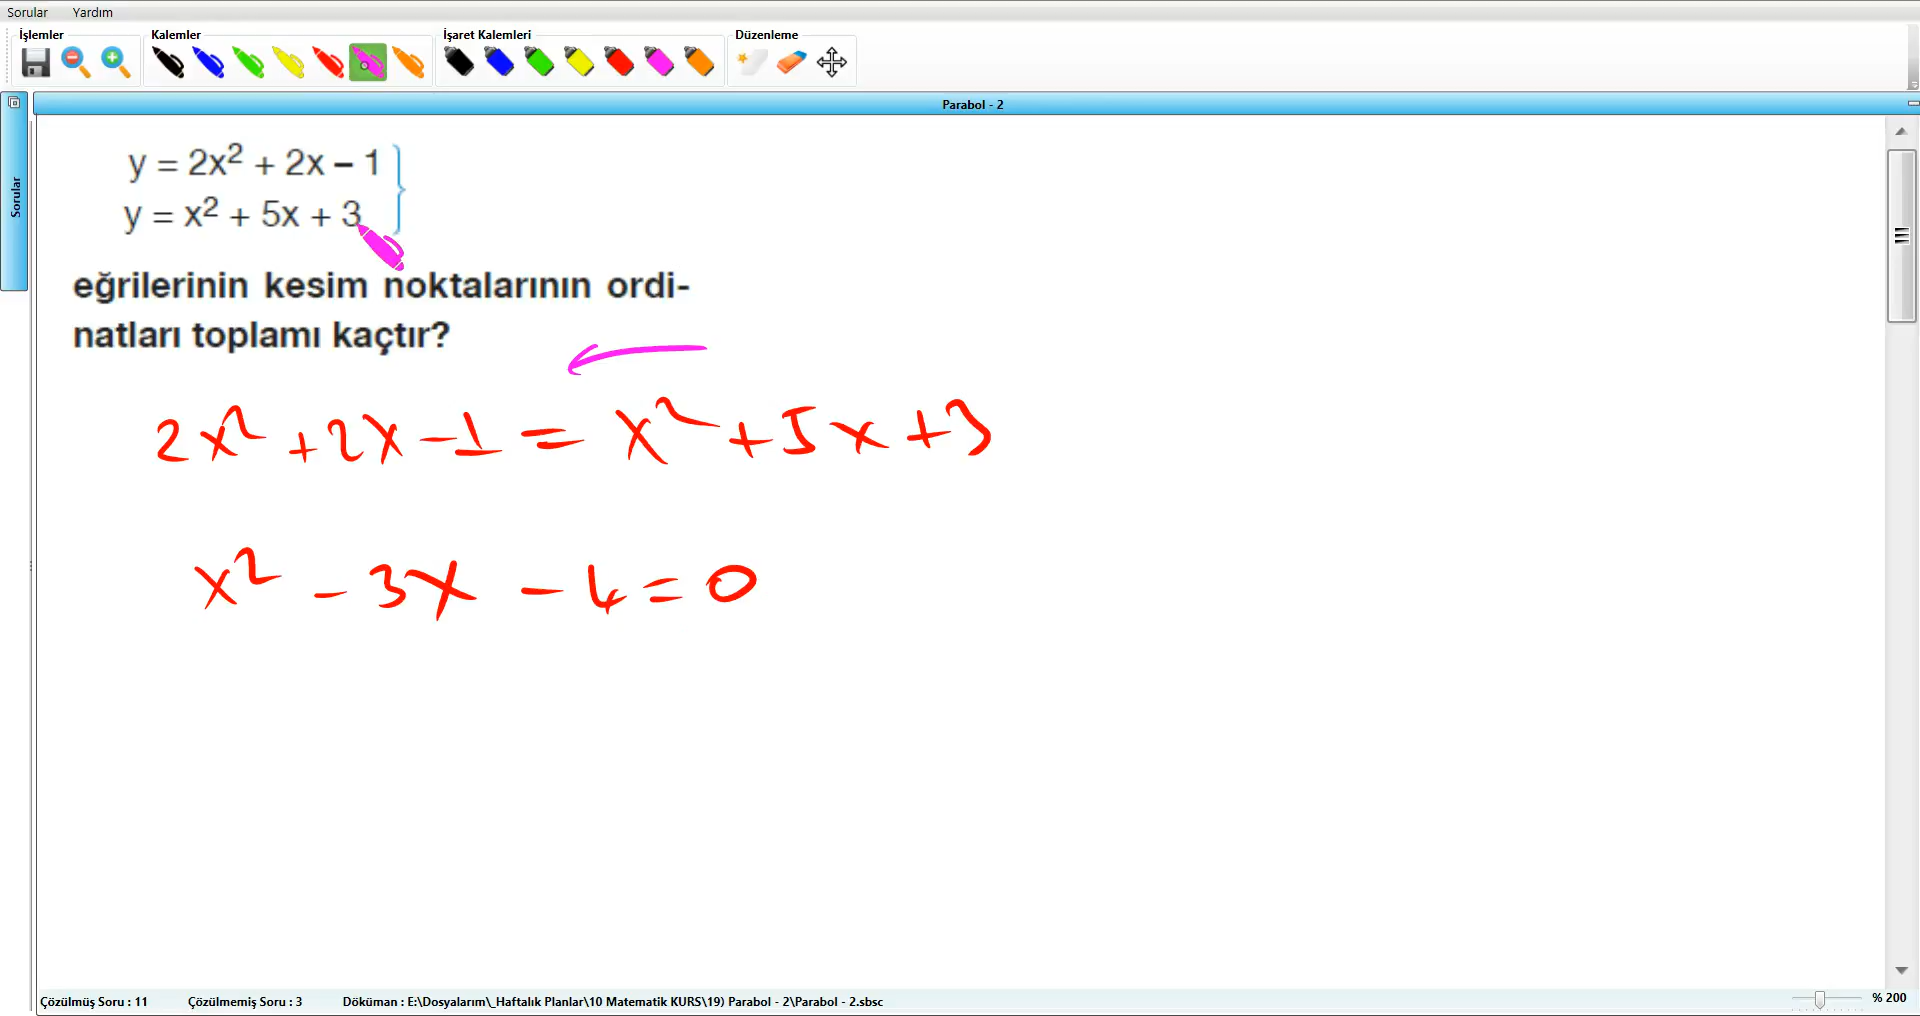 Sorular Yardım
İşlemler Kalemler İşaret Kalemleri Düzenleme
Parabol - 2
Sorular
y = 2x² + 2x – 1
y = x² + 5x + 3
eğrilerinin kesim noktalarının ordi-
natları toplamı kaçtır?
2x² + 2x - 1 = x² + 5x + 3
x² - 3x - 4 = 0
Çözülmüş Soru : 11 Çözülmemiş Soru : 3 Döküman : E:\Dosyalarım\_Haftalık Planlar\10 Matematik KURS\19) Parabol - 2\Parabol - 2.sbsc % 200